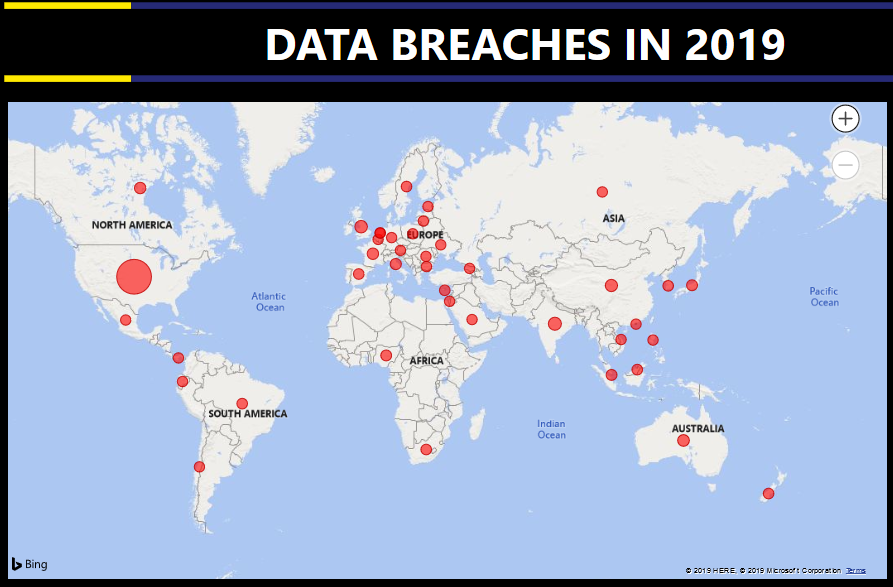 DATA BREACHES IN 2019
+
−
ASIA
NORTH AMERICA
EUROPE
Atlantic
Ocean
Pacific
Ocean
AFRICA
SOUTH AMERICA
Indian
Ocean
AUSTRALIA
Bing
© 2019 HERE, © 2019 Microsoft Corporation Terms